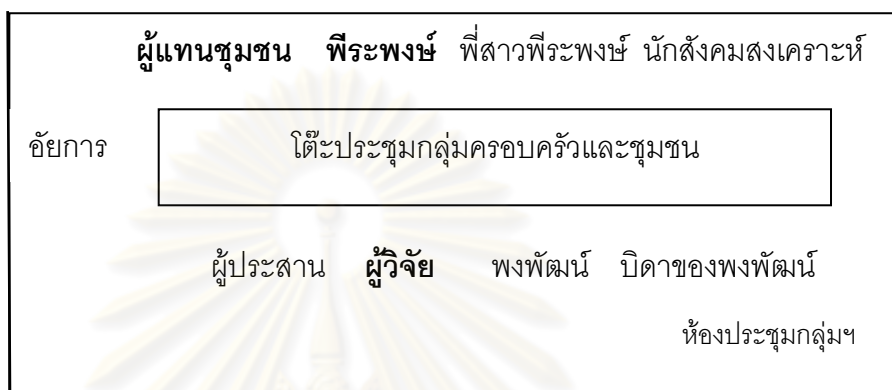 ผู้แทนชุมชน พีระพงษ์ พี่สาวพีระพงษ์ นักสังคมสงเคราะห์
อัยการ โต๊ะประชุมกลุ่มครอบครัวและชุมชน
ผู้ประสาน ผู้วิจัย พงพัฒน์ บิดาของพงพัฒน์
ห้องประชุมกลุ่มฯ